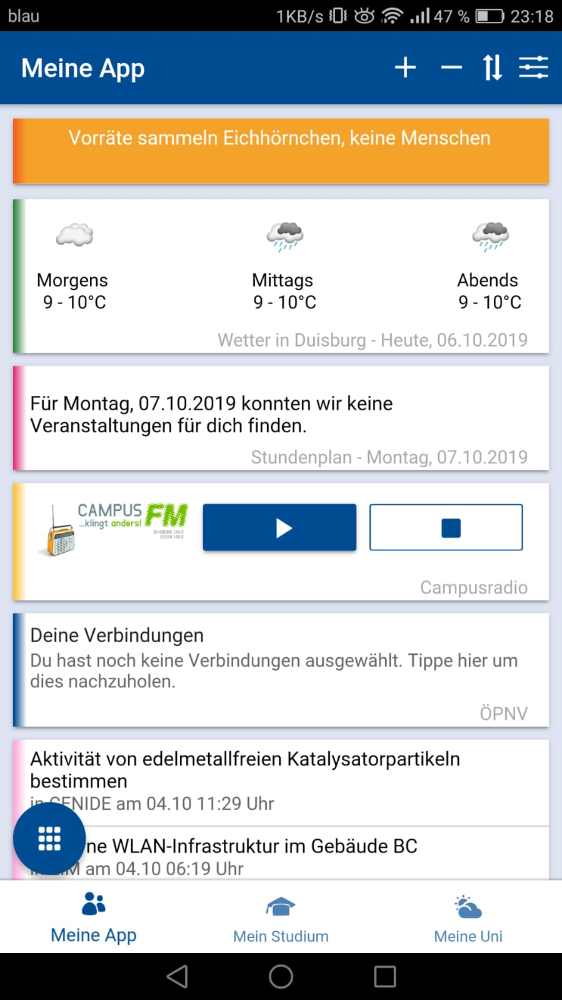 blau 1KB/s 47 % 23:18
Meine App
Vorräte sammeln Eichhörnchen, keine Menschen
Morgens Mittags Abends
9 - 10°C 9 - 10°C 9 - 10°C
Wetter in Duisburg - Heute, 06.10.2019
Für Montag, 07.10.2019 konnten wir keine
Veranstaltungen für dich finden.
Stundenplan - Montag, 07.10.2019
CAMPUS FM
...klingt anders!
DUISBURG 104.5
ESSEN 105.0
Campusradio
Deine Verbindungen
Du hast noch keine Verbindungen ausgewählt. Tippe hier um
dies nachzuholen.
ÖPNV
Aktivität von edelmetallfreien Katalysatorpartikeln
bestimmen
in CENIDE am 04.10 11:29 Uhr
WLAN-Infrastruktur im Gebäude BC
am 04.10 06:19 Uhr
Meine App Mein Studium Meine Uni